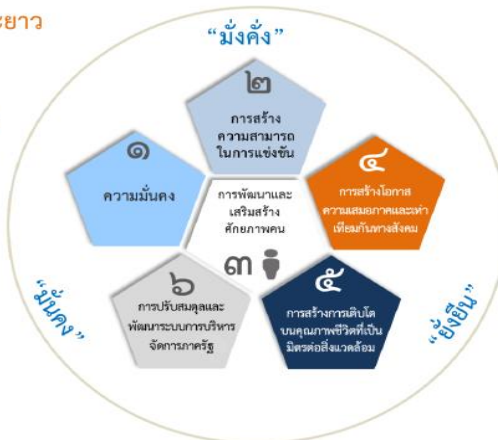 “มั่งคั่ง”
๒
การสร้าง
ความสามารถ
ในการแข่งขัน
๑
ความมั่นคง
๔
การสร้างโอกาส
ความเสมอภาคและเท่า
เทียมกันทางสังคม
การพัฒนาและ
เสริมสร้าง
ศักยภาพคน
๓
๖
การปรับสมดุลและ
พัฒนาระบบการบริหาร
จัดการภาครัฐ
๕
การสร้างการเติบโต
บนคุณภาพชีวิตที่เป็น
มิตรต่อสิ่งแวดล้อม
“มั่นคง”
“ยั่งยืน”